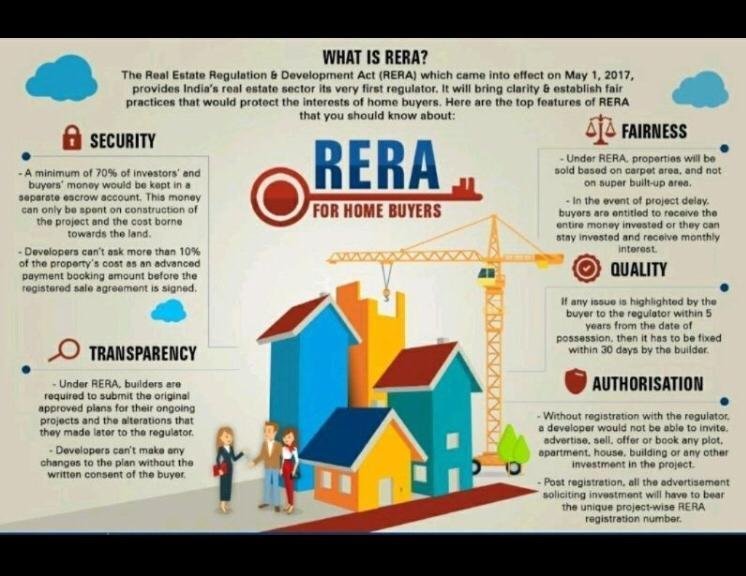 WHAT IS RERA?
The Real Estate Regulation & Development Act (RERA) which came into effect on May 1, 2017,
provides India's real estate sector its very first regulator. It will bring clarity & establish fair
practices that would protect the interests of home buyers. Here are the top features of RERA
that you should know about:
SECURITY
- A minimum of 70% of investors' and
buyers' money would be kept in a
separate escrow account. This money
can only be spent on construction of
the project and the cost borne
towards the land.
- Developers can't ask more than 10%
of the property's cost as an advanced
payment booking amount before the
registered sale agreement is signed.
TRANSPARENCY
- Under RERA, builders are
required to submit the original
approved plans for their ongoing
projects and the alterations that
they made later to the regulator.
- Developers can't make any
changes to the plan without the
written consent of the buyer.
RERA
FOR HOME BUYERS
FAIRNESS
- Under RERA, properties will be
sold based on carpet area, and not
on super built-up area.
- In the event of project delay,
buyers are entitled to receive the
entire money invested or they can
stay invested and receive monthly
interest.
QUALITY
If any issue is highlighted by the
buyer to the regulator within 5
years from the date of
possession, then it has to be fixed
within 30 days by the builder.
AUTHORISATION
- Without registration with the regulator,
a developer would not be able to invite,
advertise, sell, offer or book any plot,
apartment, house, building or any other
investment in the project.
- Post registration, all the advertisement
soliciting investment will have to bear
the unique project-wise RERA
registration number.